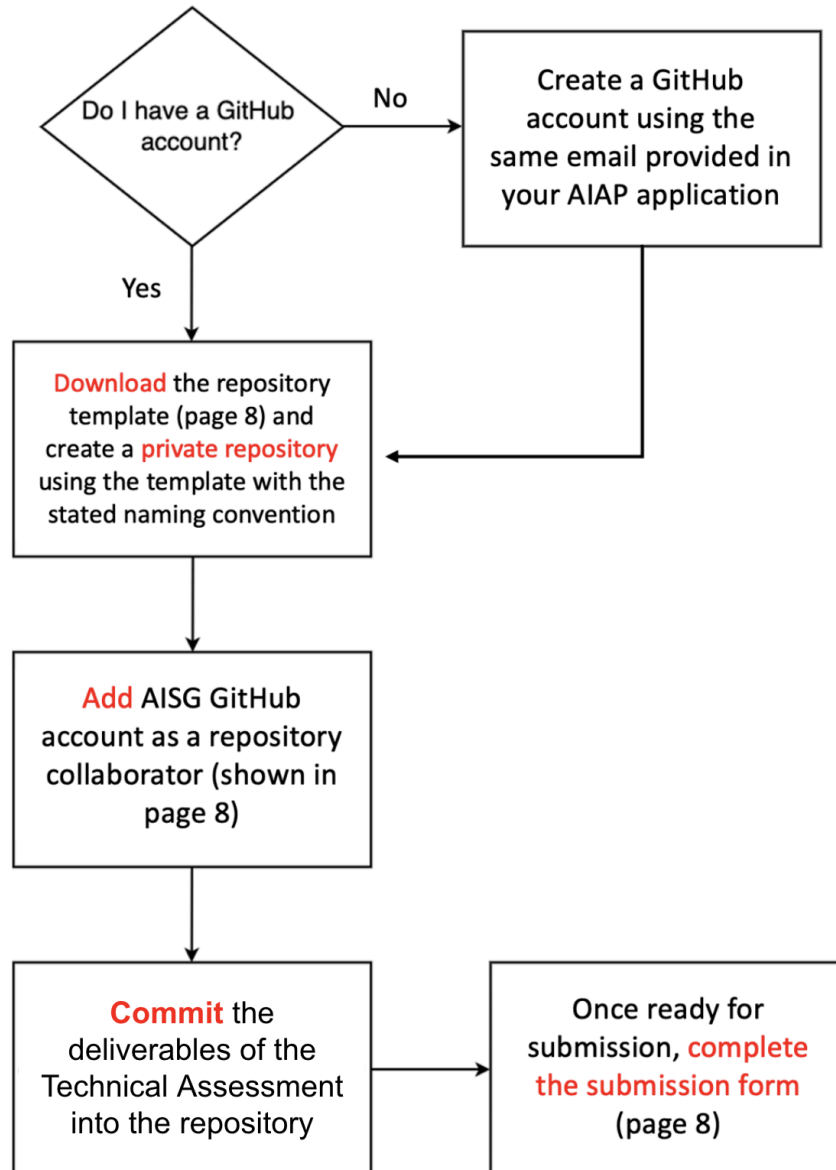 Do I have a GitHub
account?
No
Create a GitHub
account using the
same email provided in
your AIAP application
Yes
Download the repository
template (page 8) and
create a private repository
using the template with the
stated naming convention
Add AISG GitHub
account as a repository
collaborator (shown in
page 8)
Commit the
deliverables of the
Technical Assessment
into the repository
Once ready for
submission, complete
the submission form
(page 8)